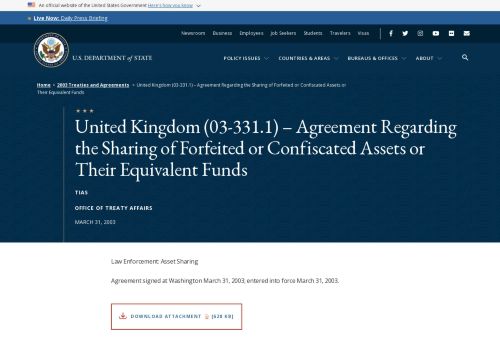 An official website of the United States Government Here's how you know
Live Now: Daily Press Briefing
Newsroom Business Employees Job Seekers Students Travelers Visas
U.S. DEPARTMENT of STATE
POLICY ISSUES COUNTRIES & AREAS BUREAUS & OFFICES ABOUT
Home > 2003 Treaties and Agreements > United Kingdom (03-331.1) – Agreement Regarding the Sharing of Forfeited or Confiscated Assets or
Their Equivalent Funds
United Kingdom (03-331.1) – Agreement Regarding
the Sharing of Forfeited or Confiscated Assets or
Their Equivalent Funds
TIAS
OFFICE OF TREATY AFFAIRS
MARCH 31, 2003
Law Enforcement: Asset Sharing
Agreement signed at Washington March 31, 2003; entered into force March 31, 2003.
DOWNLOAD ATTACHMENT [620 KB]